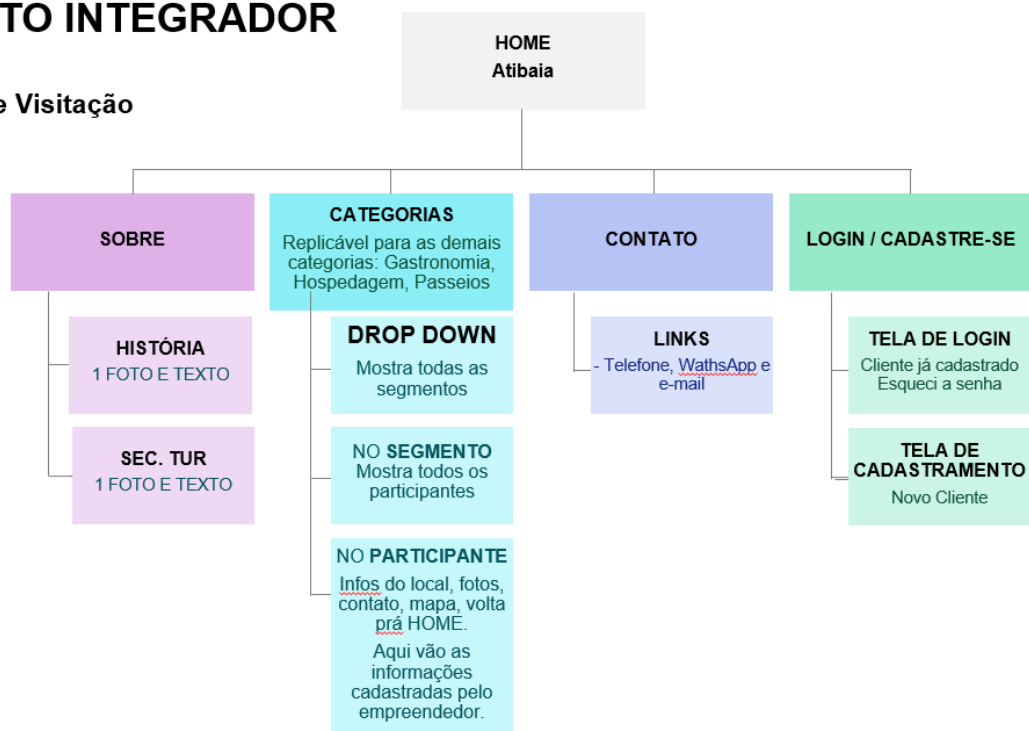 TO INTEGRADOR
e Visitação
HOME
Atibaia
SOBRE
HISTÓRIA
1 FOTO E TEXTO
SEC. TUR
1 FOTO E TEXTO
CATEGORIAS
Replicável para as demais
categorias: Gastronomia,
Hospedagem, Passeios
DROP DOWN
Mostra todas as
segmentos
NO SEGMENTO
Mostra todos os
participantes
NO PARTICIPANTE
Infos do local, fotos,
contato, mapa, volta
prá HOME.
Aqui vão as
informações
cadastradas pelo
empreendedor.
CONTATO
LINKS
- Telefone, WathsApp e
e-mail
LOGIN / CADASTRE-SE
TELA DE LOGIN
Cliente já cadastrado
Esqueci a senha
TELA DE
CADASTRAMENTO
Novo Cliente